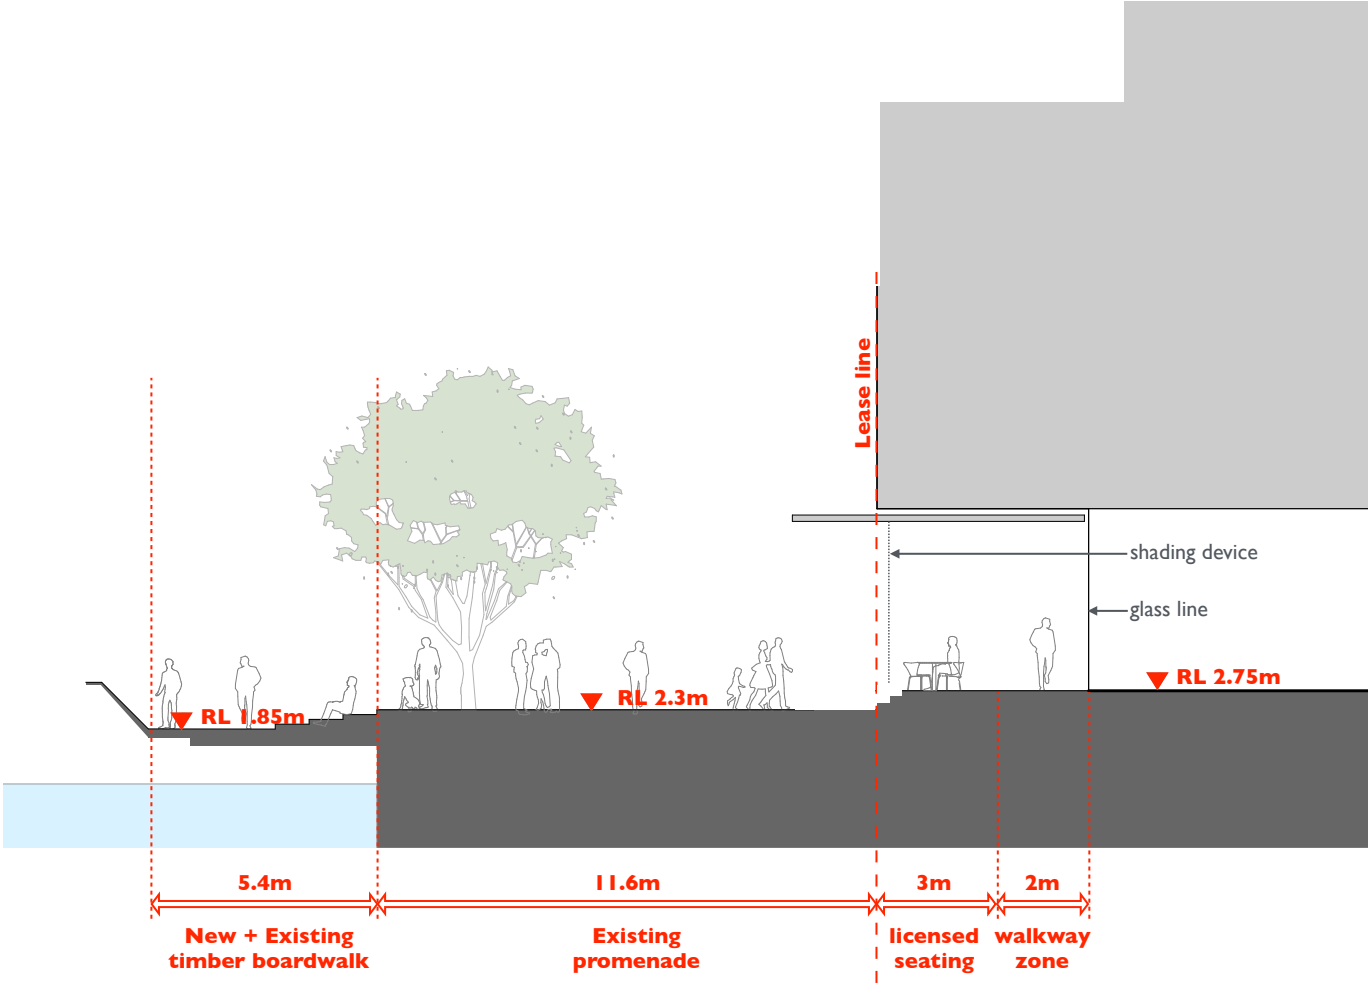 Lease line
shading device
glass line
RL 2.75m
RL 2.3m
RL 1.85m
5.4m
11.6m
3m
2m
New + Existing
timber boardwalk
Existing
promenade
licensed
seating
walkway
zone